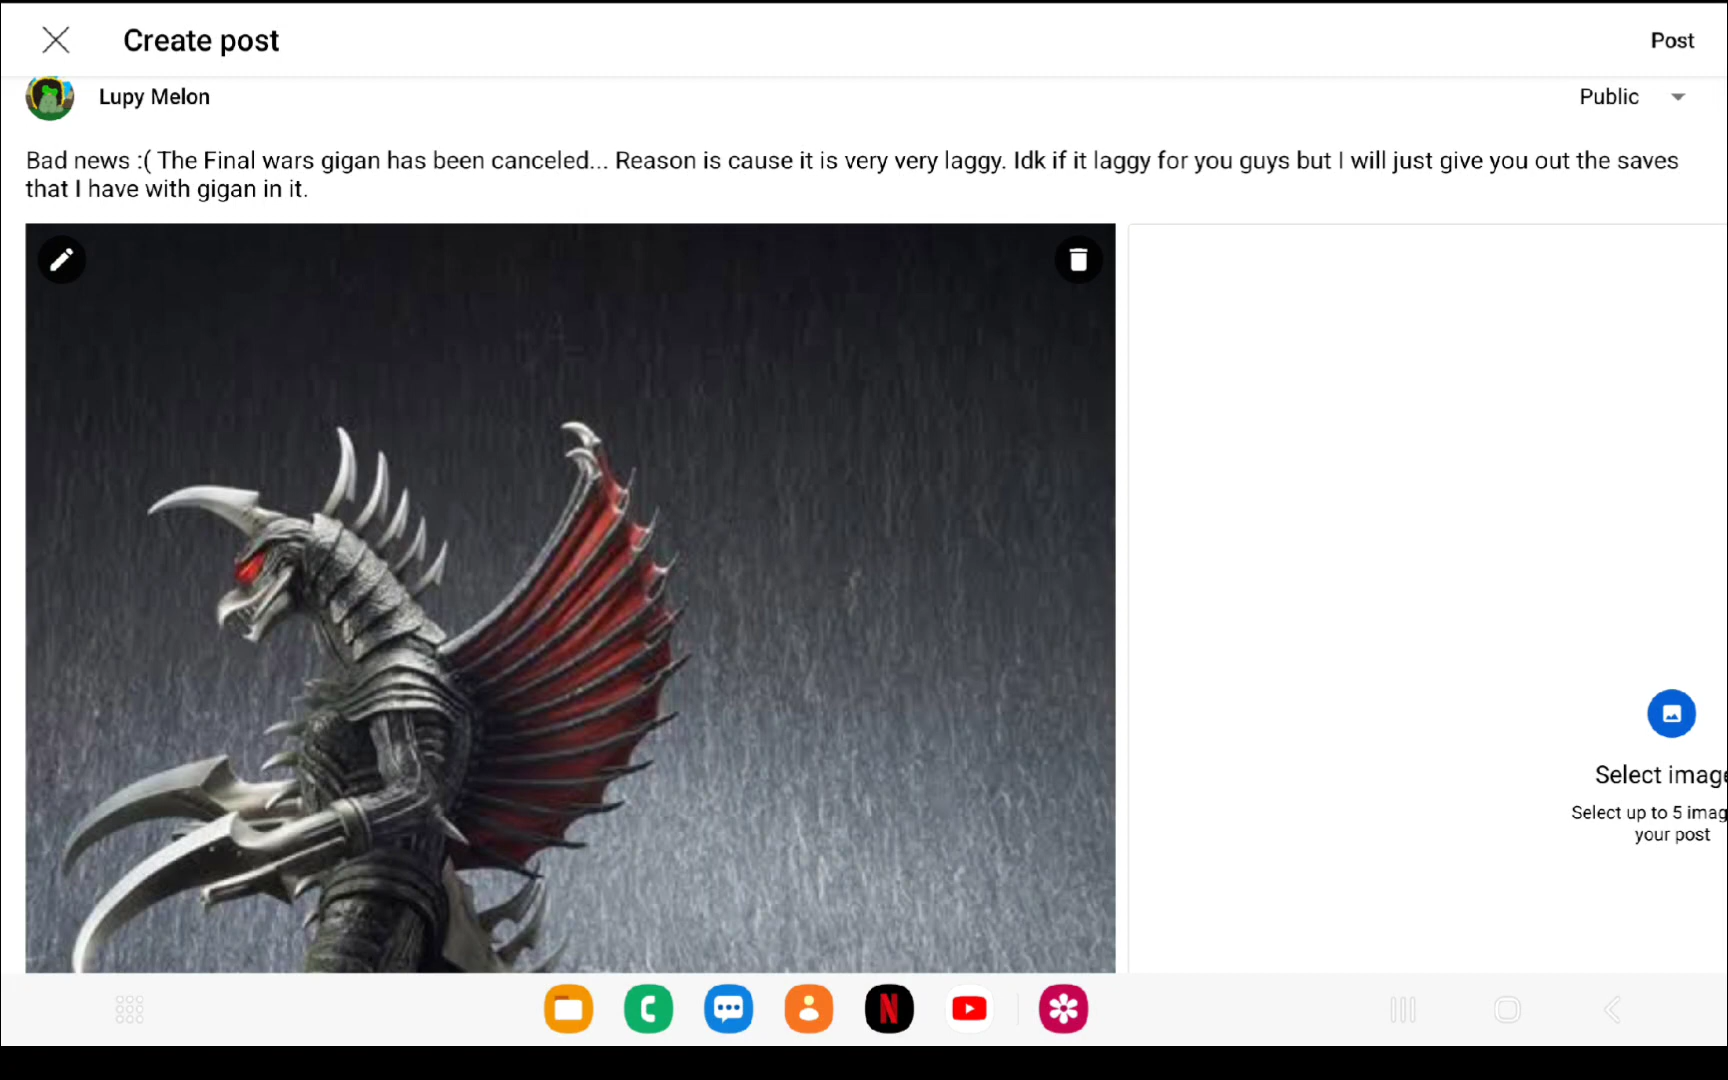 Create post
Post
Lupy Melon
Public
Bad news :( The Final wars gigan has been canceled... Reason is cause it is very very laggy. Idk if it laggy for you guys but I will just give you out the saves
that I have with gigan in it.
Select image
Select up to 5 imag
your post
N